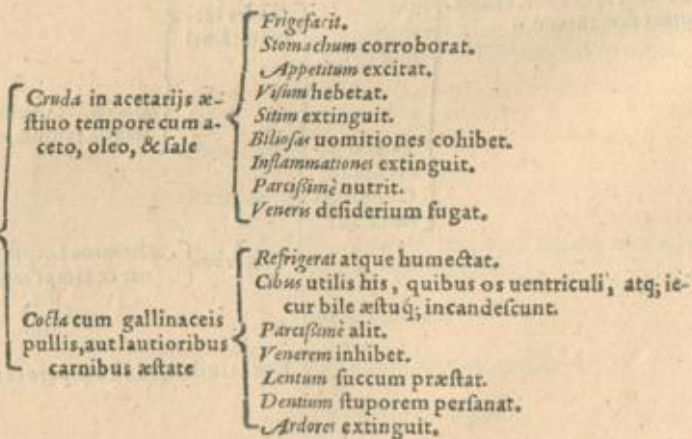 Cruda in acetarijs æ-
ſtiuo tempore cum a-
ceto, oleo, & ſale
Frigefacit.
Stomachum corroborat.
Appetitum excitat.
Viſum hebetat.
Sitim extinguit.
Bilioſas uomitiones cohibet.
Inflammationes extinguit.
Parciſſimè nutrit.
Veneris deſiderium fugat.
Cocta cum gallinaceis
pullis, aut lautioribus
carnibus æſtate
Refrigerat atque humectat.
Cibus utilis his, quibus os uentriculi, atq; ie-
cur bile æſtuq́; incandeſcunt.
Parciſſimè alit.
Venerem inhibet.
Lentum ſuccum præſtat.
Dentium ſtuporem perſanat.
Ardores extinguit.